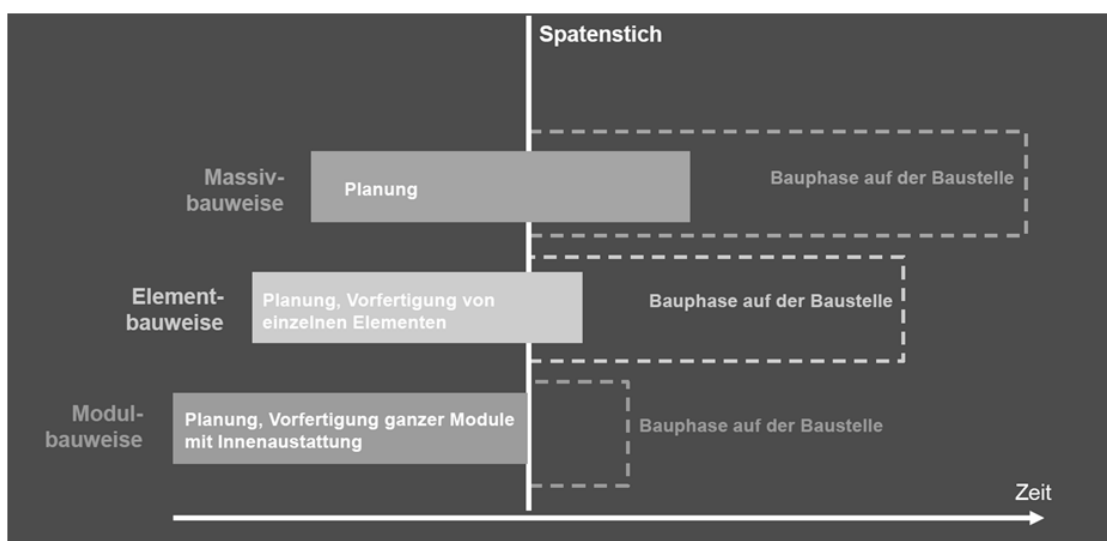 Spatenstich
Massiv-
bauweise
Planung
Bauphase auf der Baustelle
Element-
bauweise
Planung, Vorfertigung von
einzelnen Elementen
Bauphase auf der Baustelle
Modul-
bauweise
Planung, Vorfertigung ganzer Module
mit Innenaustattung
Bauphase auf der Baustelle
Zeit